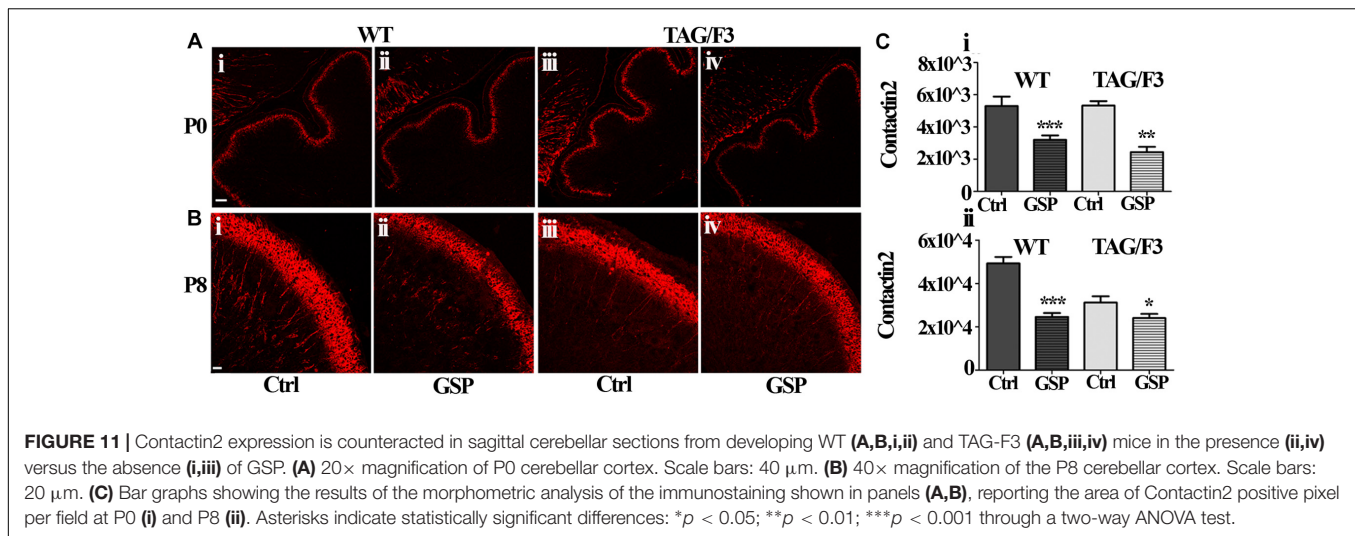 A WT TAG/F3 C
i ii iii iv
P0
B i ii iii iv
P8
Ctrl GSP Ctrl GSP
i
8x10^3
6x10^3
4x10^3
2x10^3
0
Contactin2
WT TAG/F3
*** **
Ctrl GSP Ctrl GSP
ii
6x10^4
4x10^4
2x10^4
0
Contactin2
WT TAG/F3
*** *
Ctrl GSP Ctrl GSP
FIGURE 11 | Contactin2 expression is counteracted in sagittal cerebellar sections from developing WT (A,B,i,ii) and TAG-F3 (A,B,iii,iv) mice in the presence (ii,iv)
versus the absence (i,iii) of GSP. (A) 20× magnification of P0 cerebellar cortex. Scale bars: 40 μm. (B) 40× magnification of the P8 cerebellar cortex. Scale bars:
20 μm. (C) Bar graphs showing the results of the morphometric analysis of the immunostaining shown in panels (A,B), reporting the area of Contactin2 positive pixel
per field at P0 (i) and P8 (ii). Asterisks indicate statistically significant differences: *p < 0.05; **p < 0.01; ***p < 0.001 through a two-way ANOVA test.